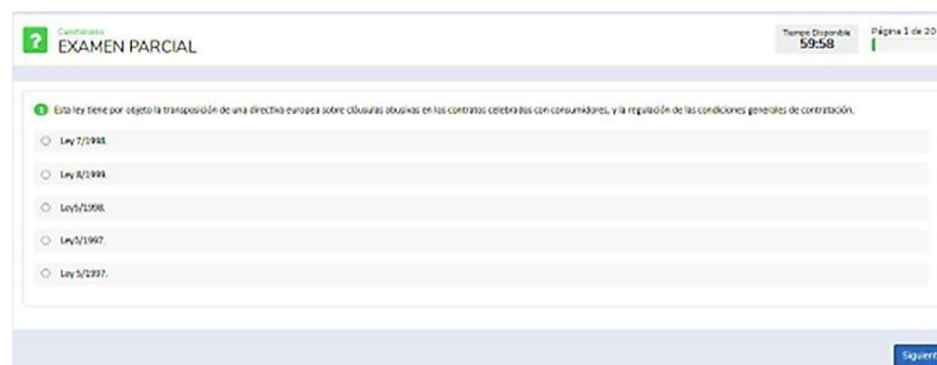 Cuestionario
EXAMEN PARCIAL
Tiempo Disponible
59:58
Página 1 de 20
?
1 Esta ley tiene por objeto la transposición de una directiva europea sobre cláusulas abusivas en los contratos celebrados con consumidores, y la regulación de las condiciones generales de contratación.
Ley 7/1998.
Ley 8/1999.
Ley5/1998.
/1997.
Ley 5/1997.
Siguient